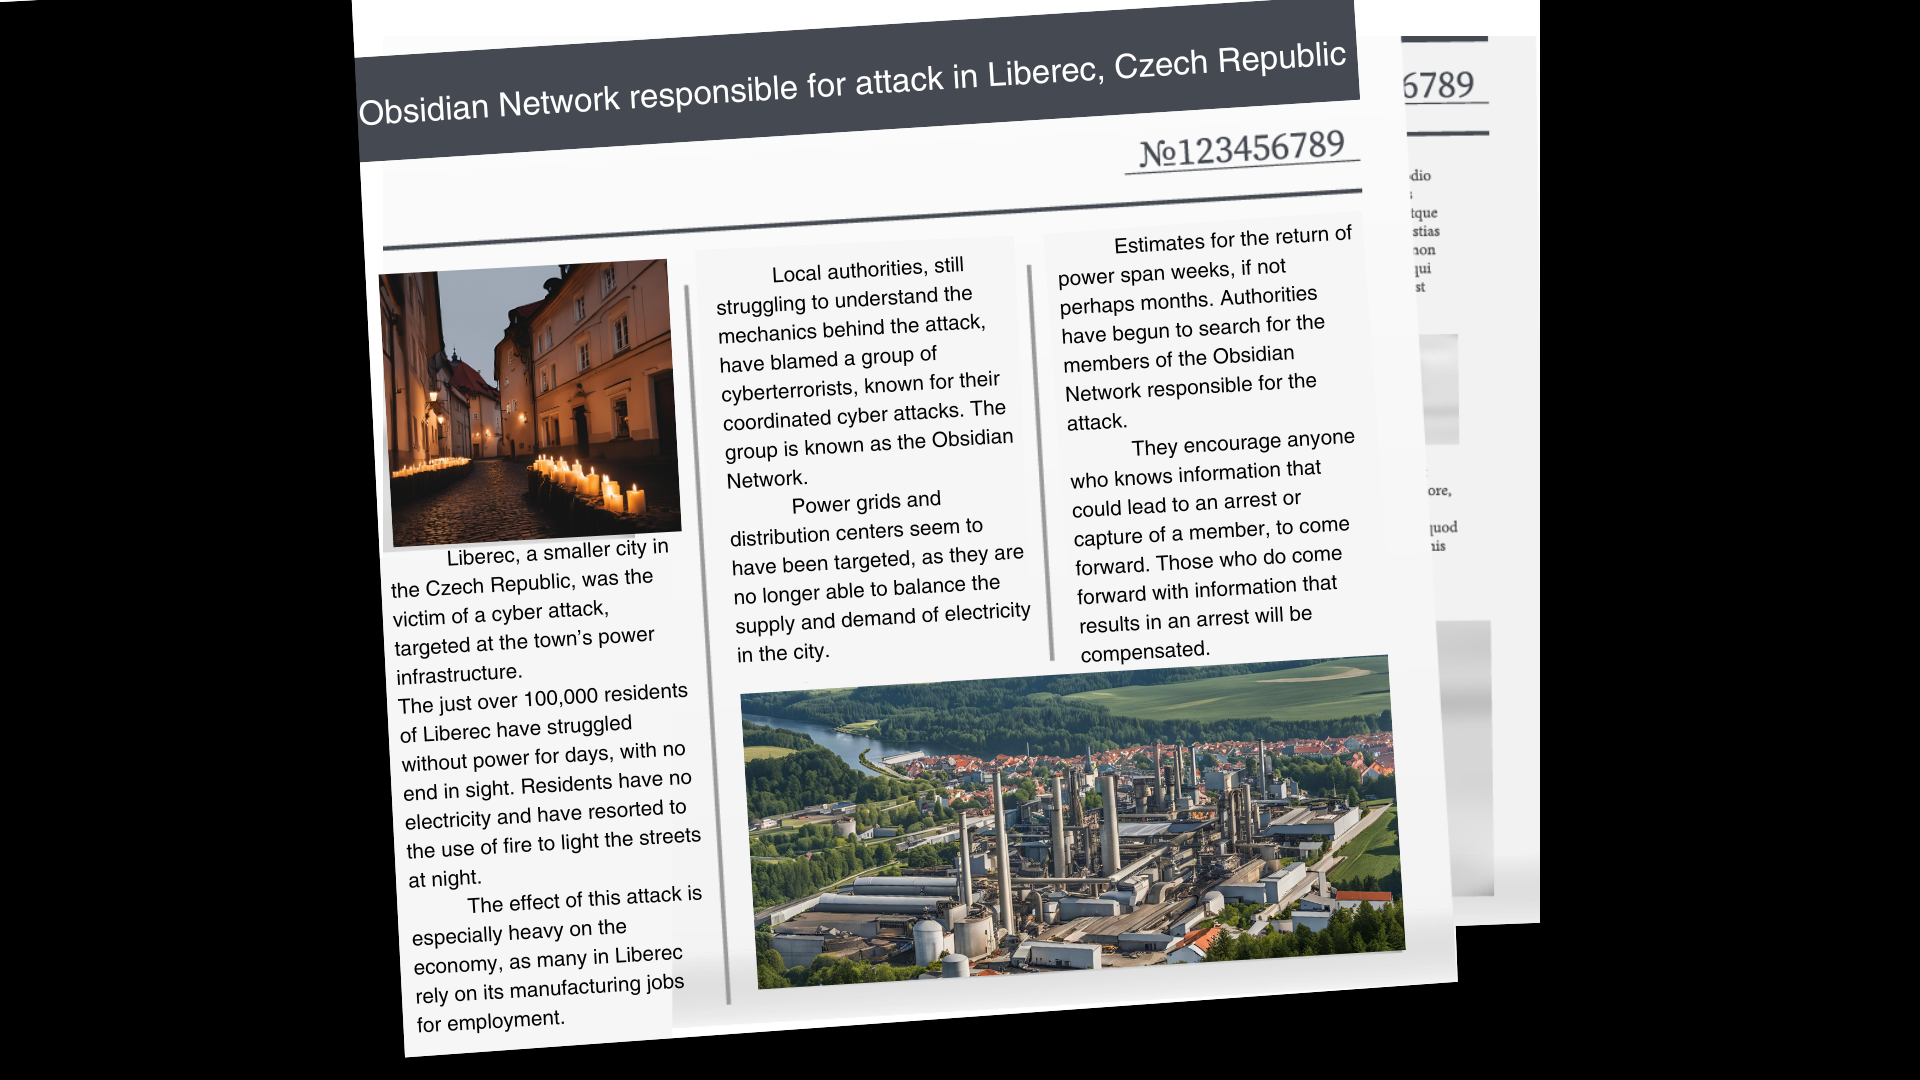 Obsidian Network responsible for attack in Liberec, Czech Republic
№123456789
Liberec, a smaller city in
the Czech Republic, was the
victim of a cyber attack,
targeted at the town’s power
infrastructure.
The just over 100,000 residents
of Liberec have struggled
without power for days, with no
end in sight. Residents have no
electricity and have resorted to
the use of fire to light the streets
at night.
The effect of this attack is
especially heavy on the
economy, as many in Liberec
rely on its manufacturing jobs
for employment.
Local authorities, still
struggling to understand the
mechanics behind the attack,
have blamed a group of
cyberterrorists, known for their
coordinated cyber attacks. The
group is known as the Obsidian
Network.
Power grids and
distribution centers seem to
have been targeted, as they are
no longer able to balance the
supply and demand of electricity
in the city.
Estimates for the return of
power span weeks, if not
perhaps months. Authorities
have begun to search for the
members of the Obsidian
Network responsible for the
attack.
They encourage anyone
who knows information that
could lead to an arrest or
capture of a member, to come
forward. Those who do come
forward with information that
results in an arrest will be
compensated.
6789
dio
tque
stias
non
qui
st
ore,
quod